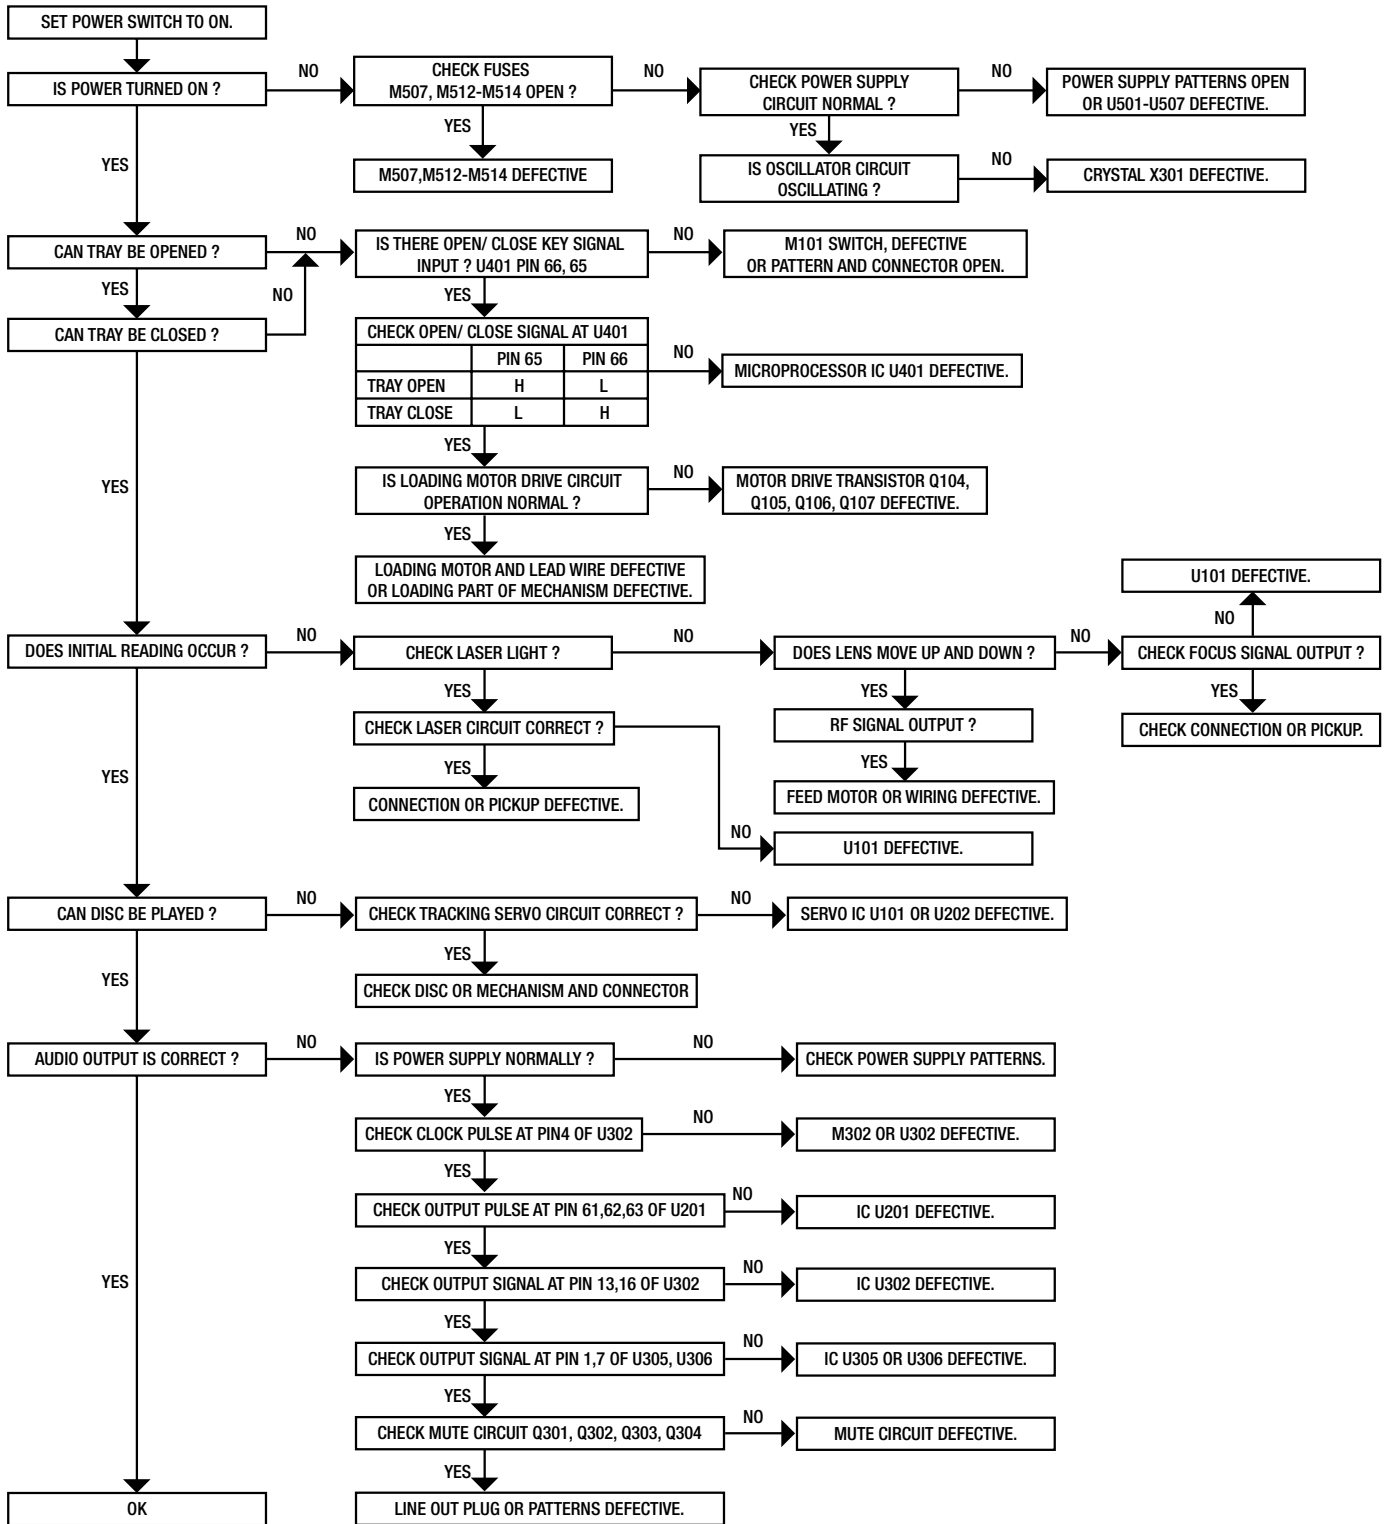 SET POWER SWITCH TO ON.
IS POWER TURNED ON ?
NO
CHECK FUSES
M507, M512-M514 OPEN ?
NO
CHECK POWER SUPPLY
CIRCUIT NORMAL ?
NO
POWER SUPPLY PATTERNS OPEN
OR U501-U507 DEFECTIVE.
YES
YES
YES
M507,M512-M514 DEFECTIVE
IS OSCILLATOR CIRCUIT
OSCILLATING ?
NO
CRYSTAL X301 DEFECTIVE.
CAN TRAY BE OPENED ?
NO
IS THERE OPEN/ CLOSE KEY SIGNAL
INPUT ? U401 PIN 66, 65
NO
M101 SWITCH, DEFECTIVE
OR PATTERN AND CONNECTOR OPEN.
YES
NO
YES
CAN TRAY BE CLOSED ?
CHECK OPEN/ CLOSE SIGNAL AT U401
PIN 65 PIN 66
TRAY OPEN H L
TRAY CLOSE L H
NO
MICROPROCESSOR IC U401 DEFECTIVE.
YES
YES
IS LOADING MOTOR DRIVE CIRCUIT
OPERATION NORMAL ?
NO
MOTOR DRIVE TRANSISTOR Q104,
Q105, Q106, Q107 DEFECTIVE.
YES
LOADING MOTOR AND LEAD WIRE DEFECTIVE
OR LOADING PART OF MECHANISM DEFECTIVE.
U101 DEFECTIVE.
NO
DOES INITIAL READING OCCUR ?
NO
CHECK LASER LIGHT ?
NO
DOES LENS MOVE UP AND DOWN ?
NO
CHECK FOCUS SIGNAL OUTPUT ?
YES
YES
YES
CHECK LASER CIRCUIT CORRECT ?
RF SIGNAL OUTPUT ?
CHECK CONNECTION OR PICKUP.
YES
YES
YES
CONNECTION OR PICKUP DEFECTIVE.
FEED MOTOR OR WIRING DEFECTIVE.
NO
U101 DEFECTIVE.
CAN DISC BE PLAYED ?
NO
CHECK TRACKING SERVO CIRCUIT CORRECT ?
NO
SERVO IC U101 OR U202 DEFECTIVE.
YES
YES
CHECK DISC OR MECHANISM AND CONNECTOR
AUDIO OUTPUT IS CORRECT ?
NO
IS POWER SUPPLY NORMALLY ?
NO
CHECK POWER SUPPLY PATTERNS.
YES
CHECK CLOCK PULSE AT PIN4 OF U302
NO
M302 OR U302 DEFECTIVE.
YES
CHECK OUTPUT PULSE AT PIN 61,62,63 OF U201
NO
IC U201 DEFECTIVE.
YES
YES
CHECK OUTPUT SIGNAL AT PIN 13,16 OF U302
NO
IC U302 DEFECTIVE.
YES
CHECK OUTPUT SIGNAL AT PIN 1,7 OF U305, U306
NO
IC U305 OR U306 DEFECTIVE.
YES
CHECK MUTE CIRCUIT Q301, Q302, Q303, Q304
NO
MUTE CIRCUIT DEFECTIVE.
YES
OK
LINE OUT PLUG OR PATTERNS DEFECTIVE.